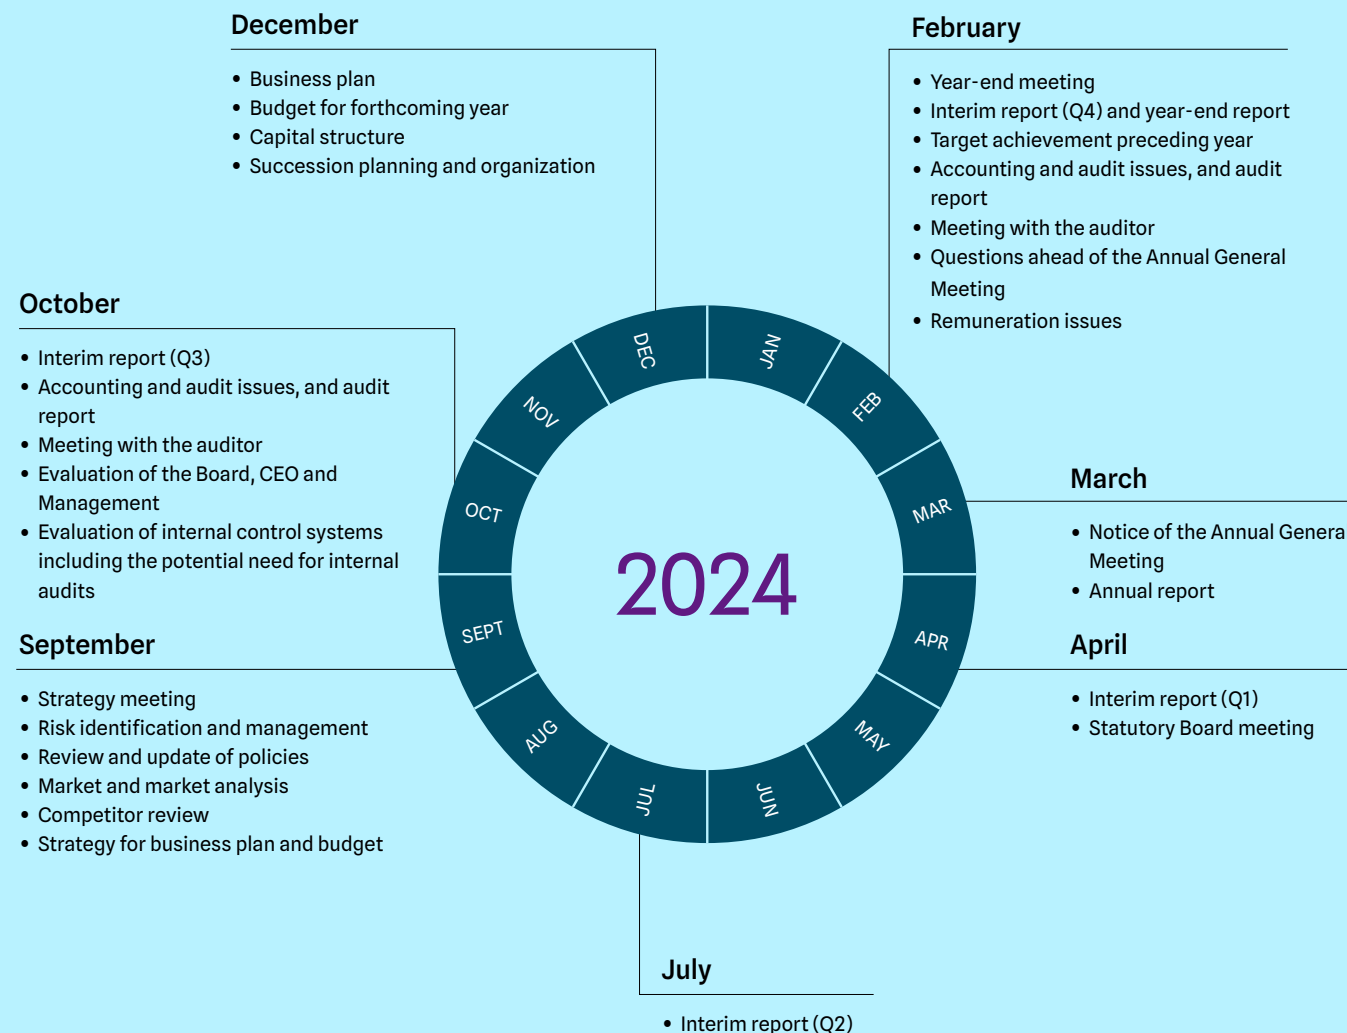 December
• Business plan
• Budget for forthcoming year
• Capital structure
• Succession planning and organization
February
• Year-end meeting
• Interim report (Q4) and year-end report
• Target achievement preceding year
• Accounting and audit issues, and audit
report
• Meeting with the auditor
• Questions ahead of the Annual General
Meeting
• Remuneration issues
October
• Interim report (Q3)
• Accounting and audit issues, and audit
report
• Meeting with the auditor
• Evaluation of the Board, CEO and
Management
• Evaluation of internal control systems
including the potential need for internal
audits
March
• Notice of the Annual Genera
Meeting
• Annual report
September
• Strategy meeting
• Risk identification and management
• Review and update of policies
• Market and market analysis
• Competitor review
• Strategy for business plan and budget
April
• Interim report (Q1)
• Statutory Board meeting
July
• Interim report (Q2)
JAN
FEB
MAR
APR
MAY
JUN
JUL
AUG
SEPT
OCT
NOV
DEC
2024